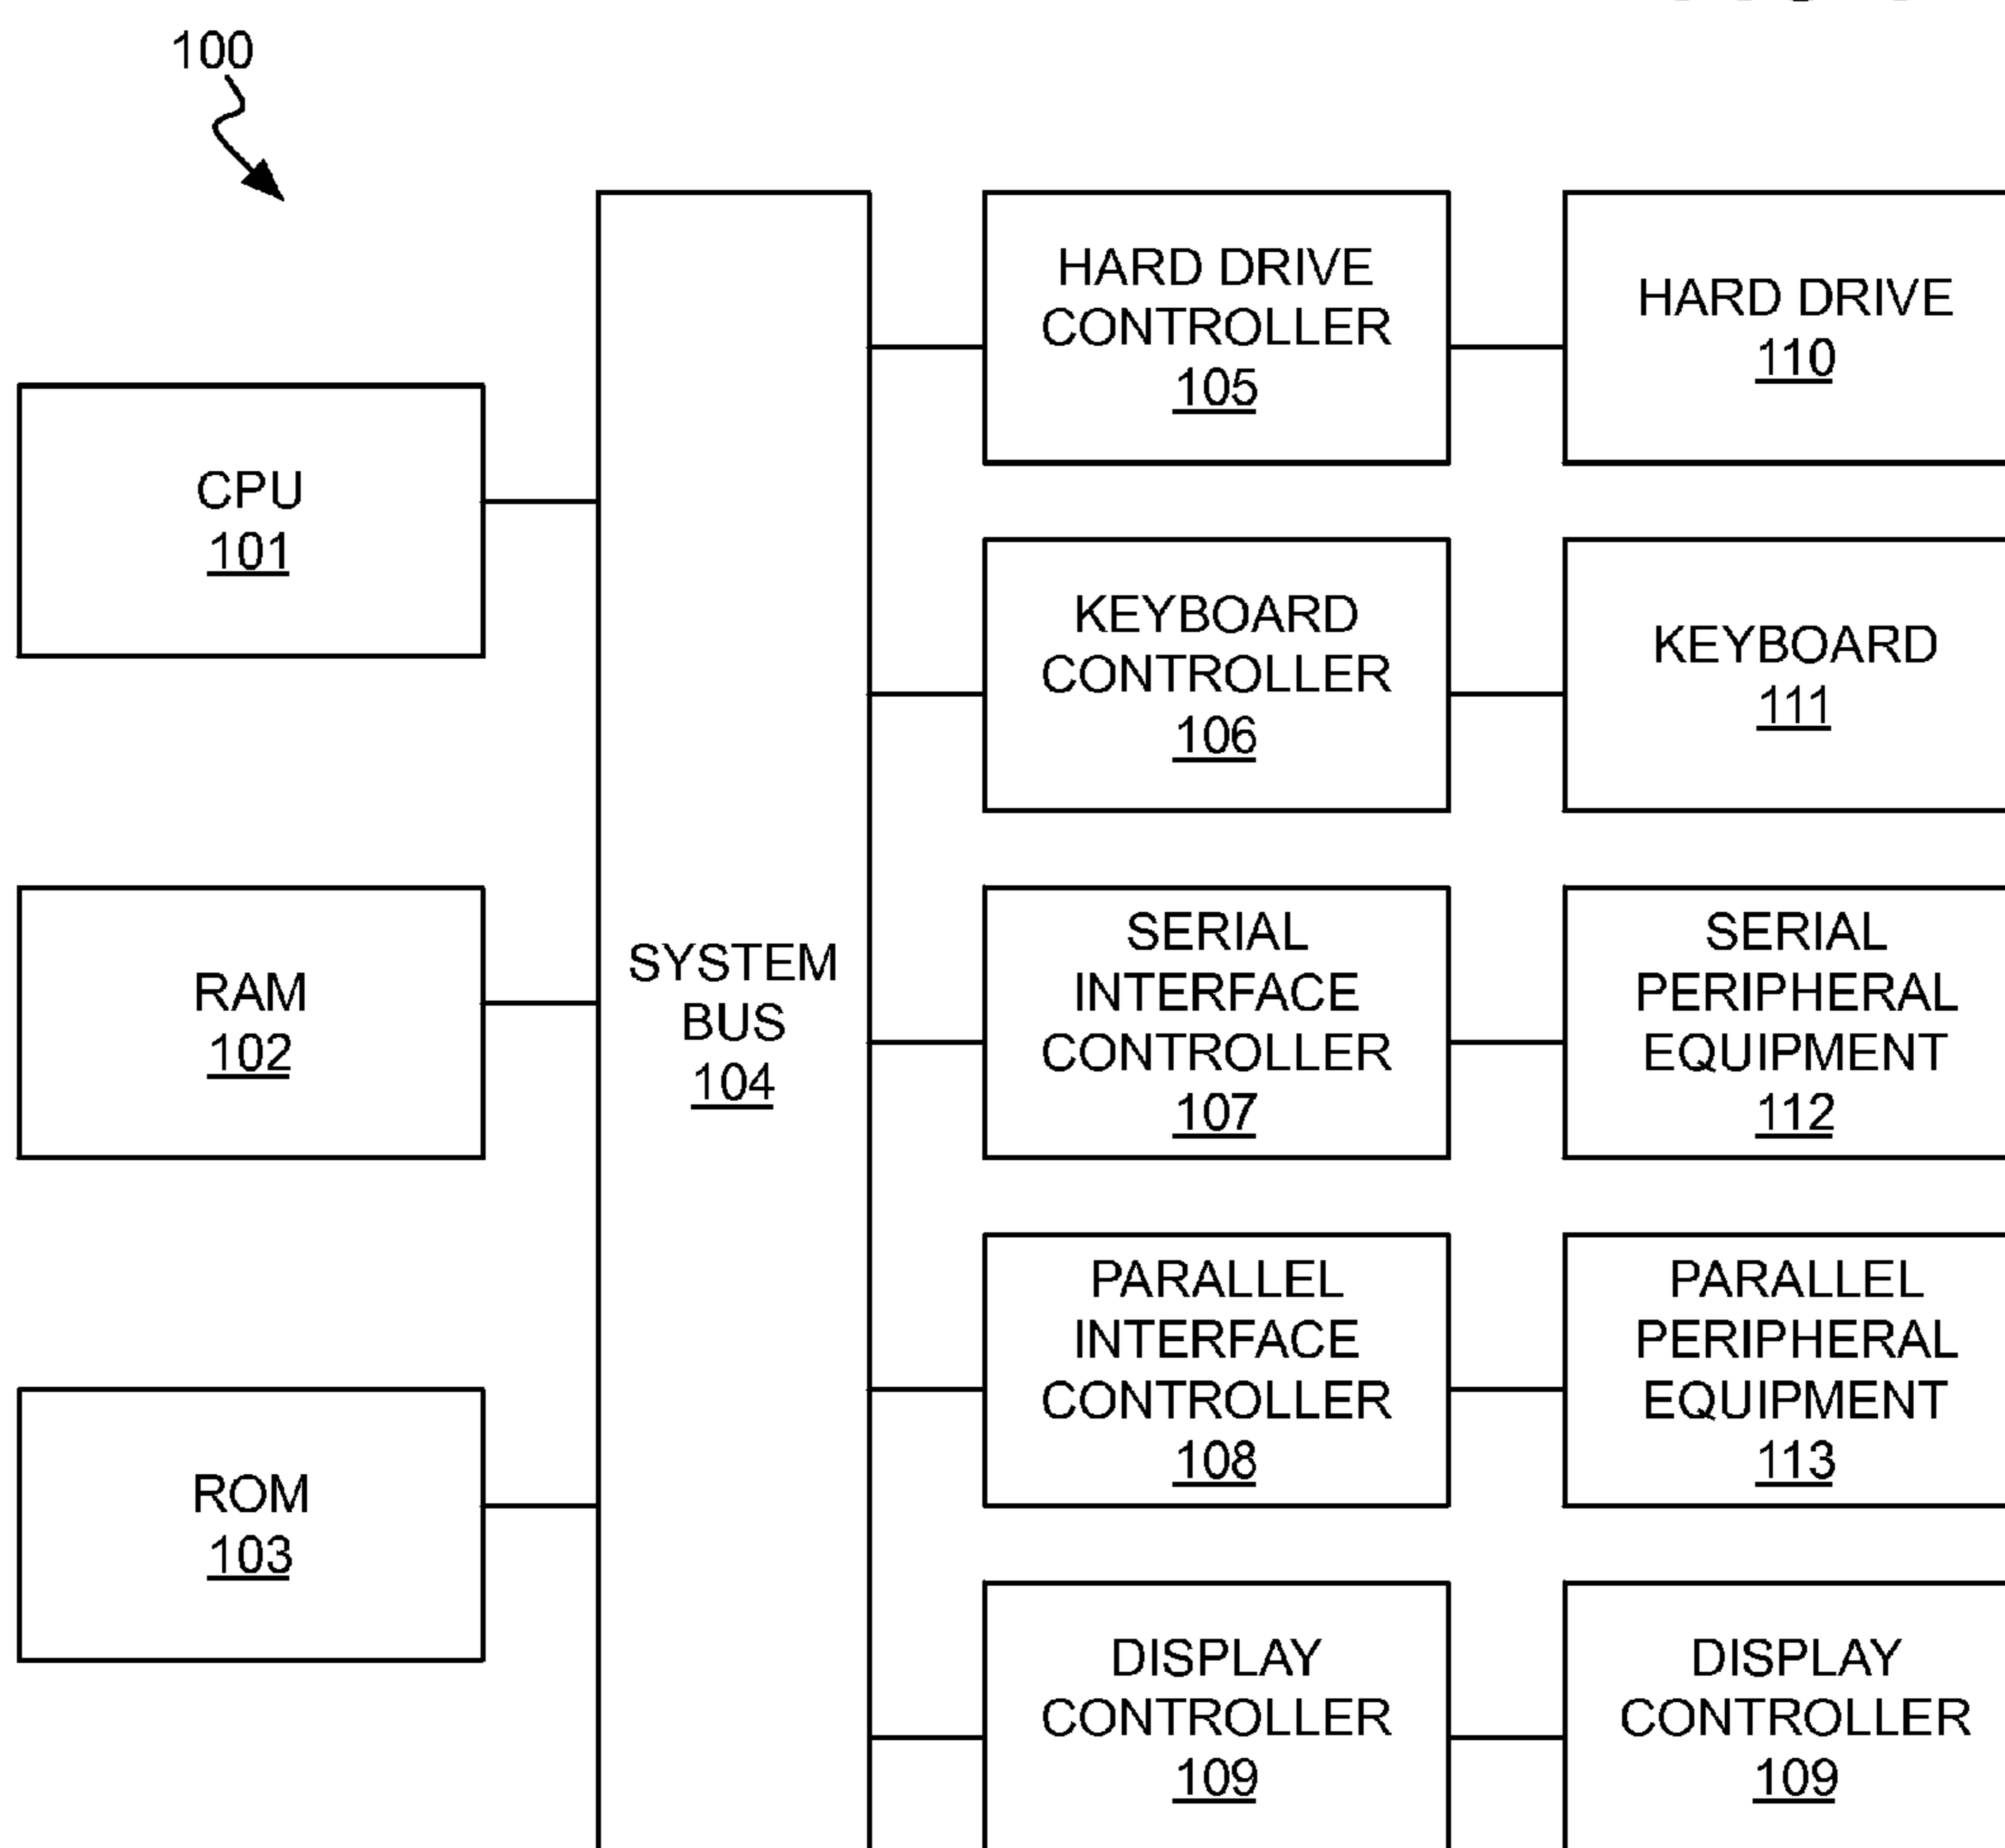 100
CPU
101
RAM
102
ROM
103
SYSTEM
BUS
104
HARD DRIVE
CONTROLLER
105
HARD DRIVE
110
KEYBOARD
CONTROLLER
106
KEYBOARD
111
SERIAL
INTERFACE
CONTROLLER
107
SERIAL
PERIPHERAL
EQUIPMENT
112
PARALLEL
INTERFACE
CONTROLLER
108
PARALLEL
PERIPHERAL
EQUIPMENT
113
DISPLAY
CONTROLLER
109
DISPLAY
CONTROLLER
109